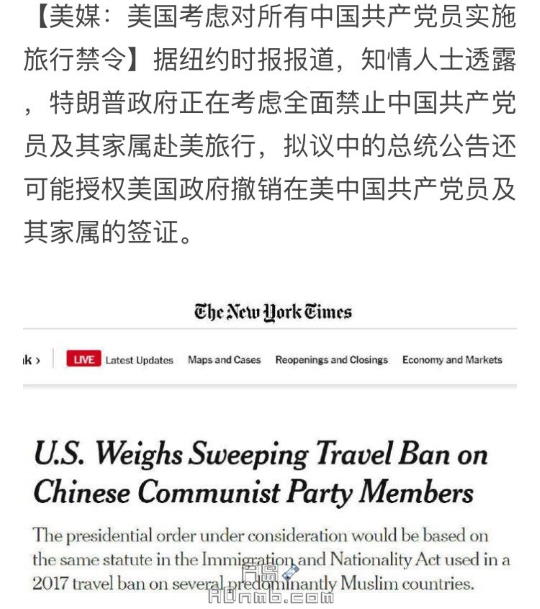 【美媒：美国考虑对所有中国共产党员实施
旅行禁令】据纽约时报报道，知情人士透露
，特朗普政府正在考虑全面禁止中国共产党
员及其家属赴美旅行，拟议中的总统公告还
可能授权美国政府撤销在美中国共产党员及
其家属的签证。
The New York Times
k › LIVE Latest Updates Maps and Cases Reopenings and Closings Economy and Markets
U.S. Weighs Sweeping Travel Ban on
Chinese Communist Party Members
The presidential order under consideration would be based on
the same statute in the Immigration and Nationality Act used in a
2017 travel ban on several predominantly Muslim countries.